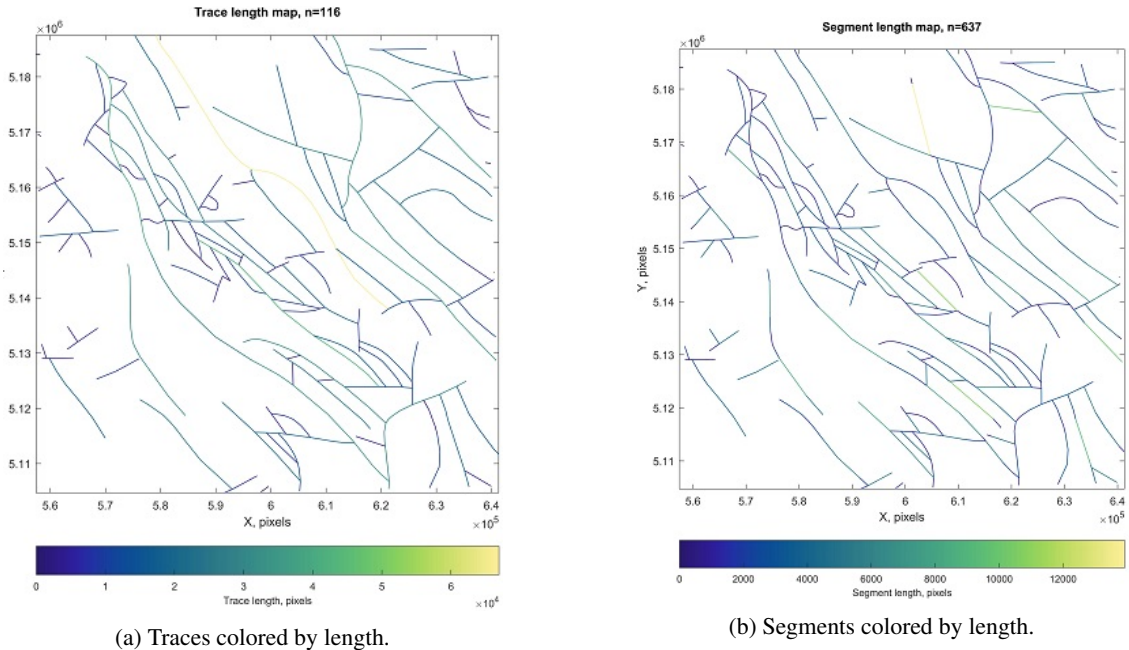 Trace length map, n=116
×10⁶
5.18
5.17
5.16
5.15
5.14
5.13
5.12
5.11
5.6 5.7 5.8 5.9 6 6.1 6.2 6.3 6.4
×10⁵
X, pixels
0 1 2 3 4 5 6
×10⁴
Trace length, pixels
(a) Traces colored by length.
Segment length map, n=637
×10⁶
Y, pixels
5.18
5.17
5.16
5.15
5.14
5.13
5.12
5.11
5.6 5.7 5.8 5.9 6 6.1 6.2 6.3 6.4
×10⁵
X, pixels
0 2000 4000 6000 8000 10000 12000
Segment length, pixels
(b) Segments colored by length.